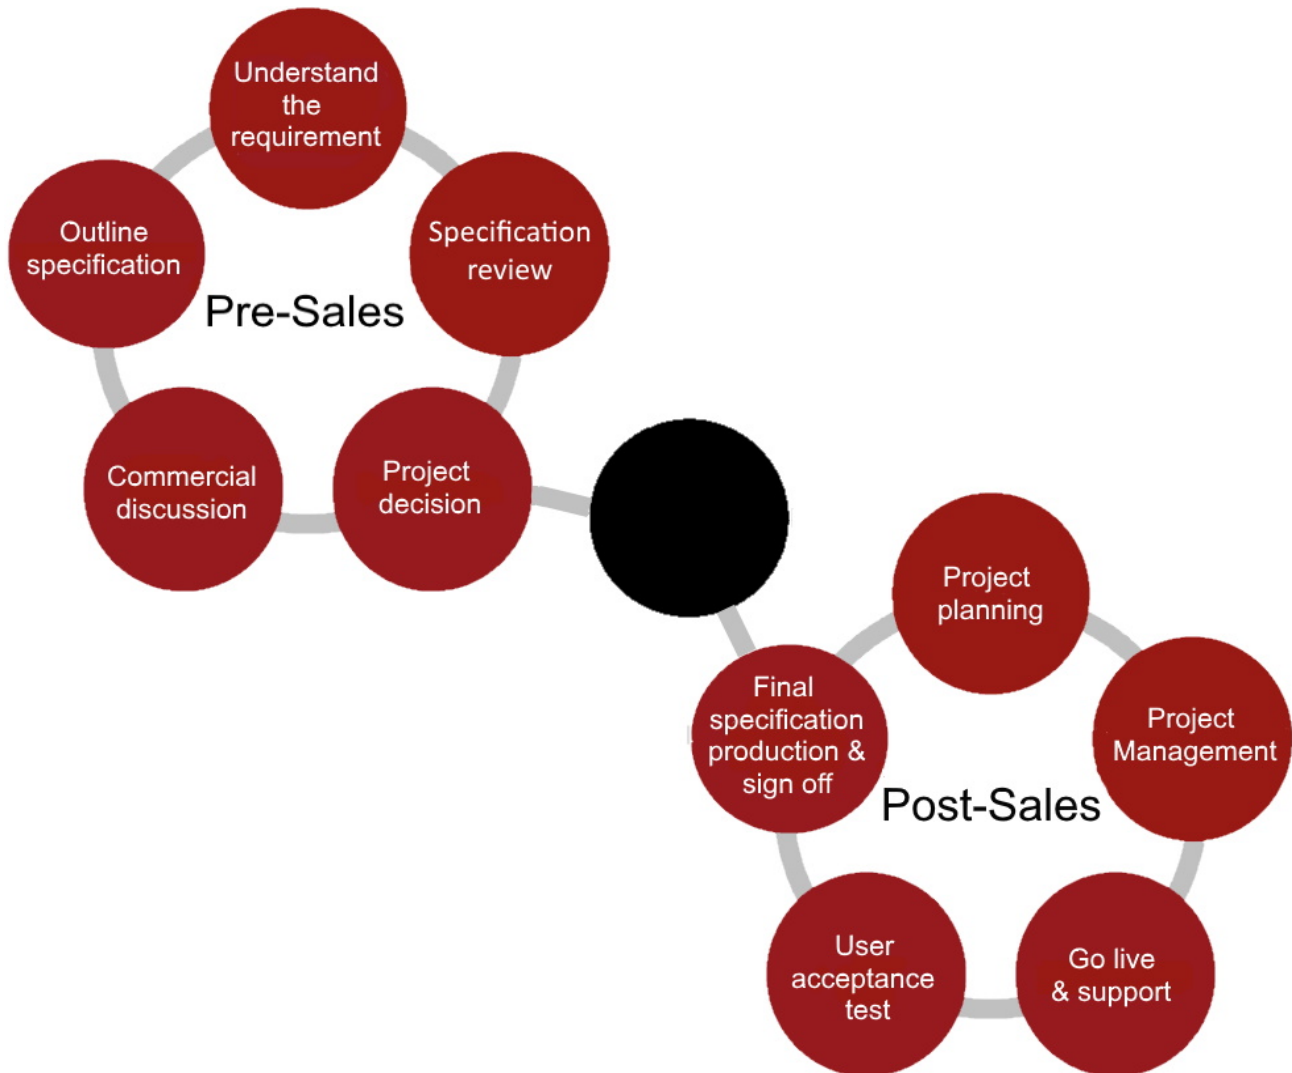 Understand
the
requirement
Outline
specification
Specification
review
Pre-Sales
Commercial
discussion
Project
decision
Project
planning
Final
specification
production &
sign off
Project
Management
Post-Sales
User
acceptance
test
Go live
& support